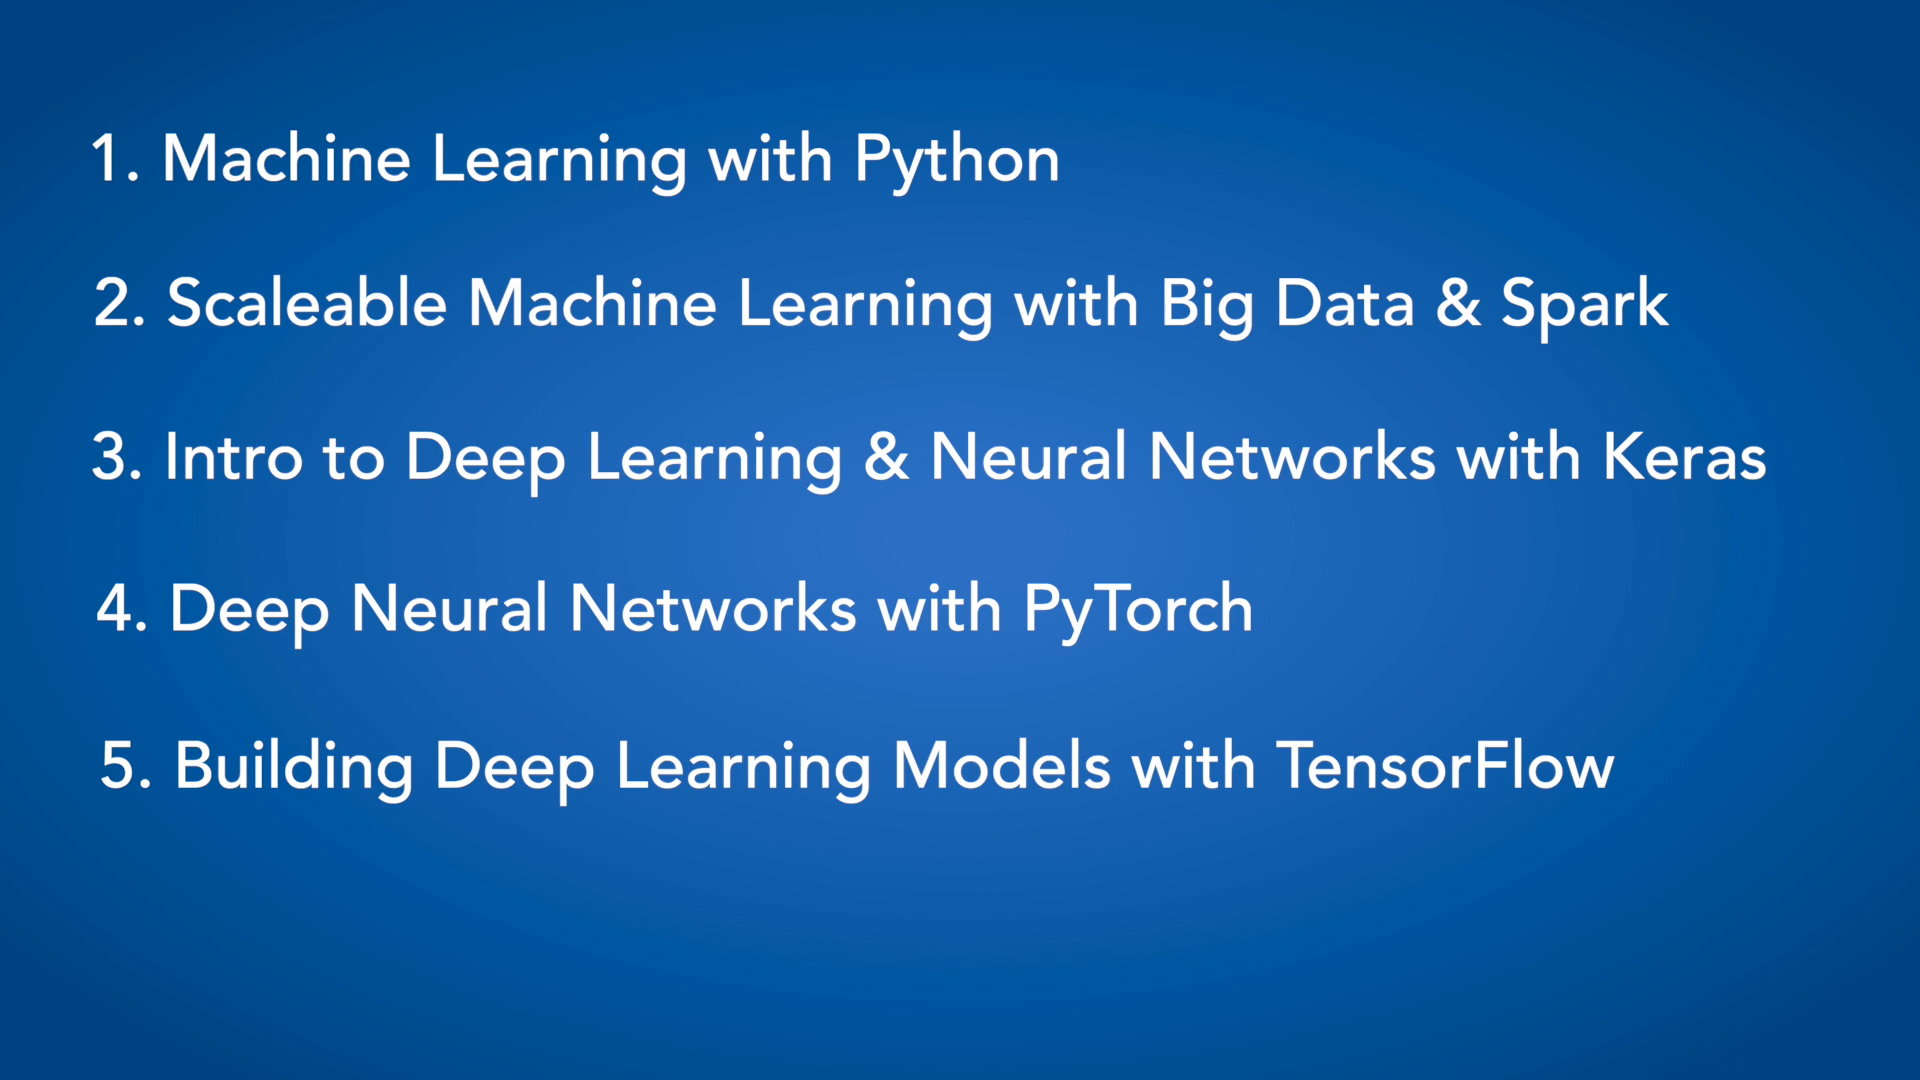 1. Machine Learning with Python
2. Scaleable Machine Learning with Big Data & Spark
3. Intro to Deep Learning & Neural Networks with Keras
4. Deep Neural Networks with PyTorch
5. Building Deep Learning Models with TensorFlow